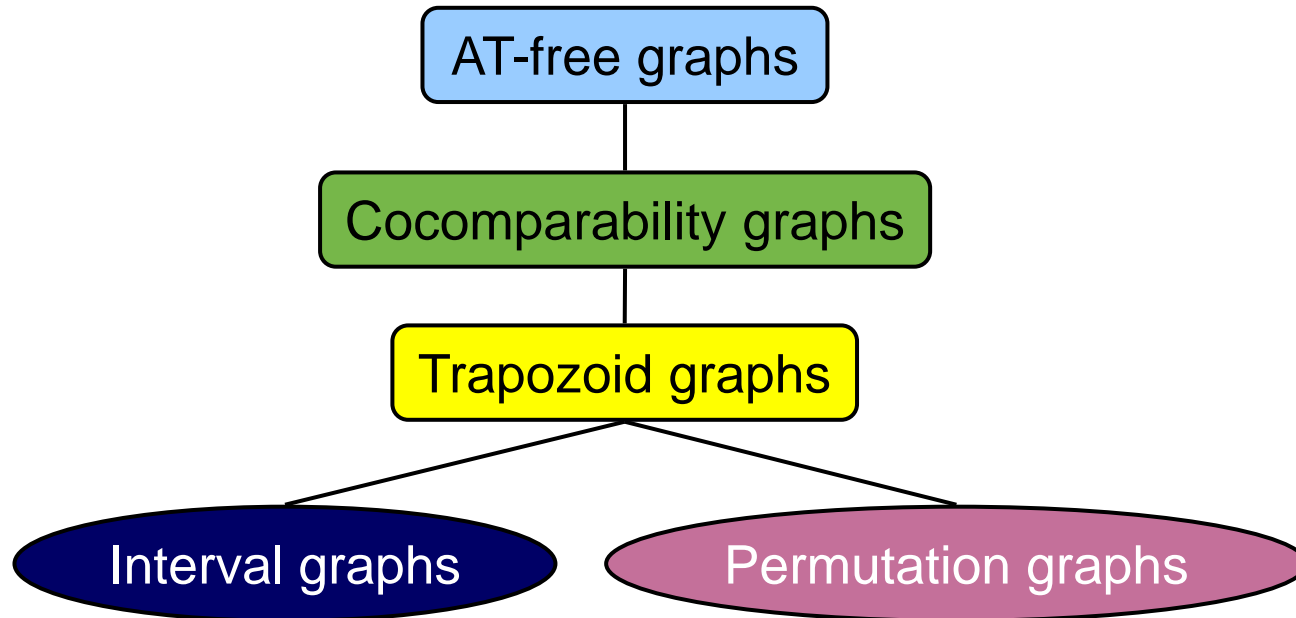 AT-free graphs
Cocomparability graphs
Trapozoid graphs
Interval graphs
Permutation graphs